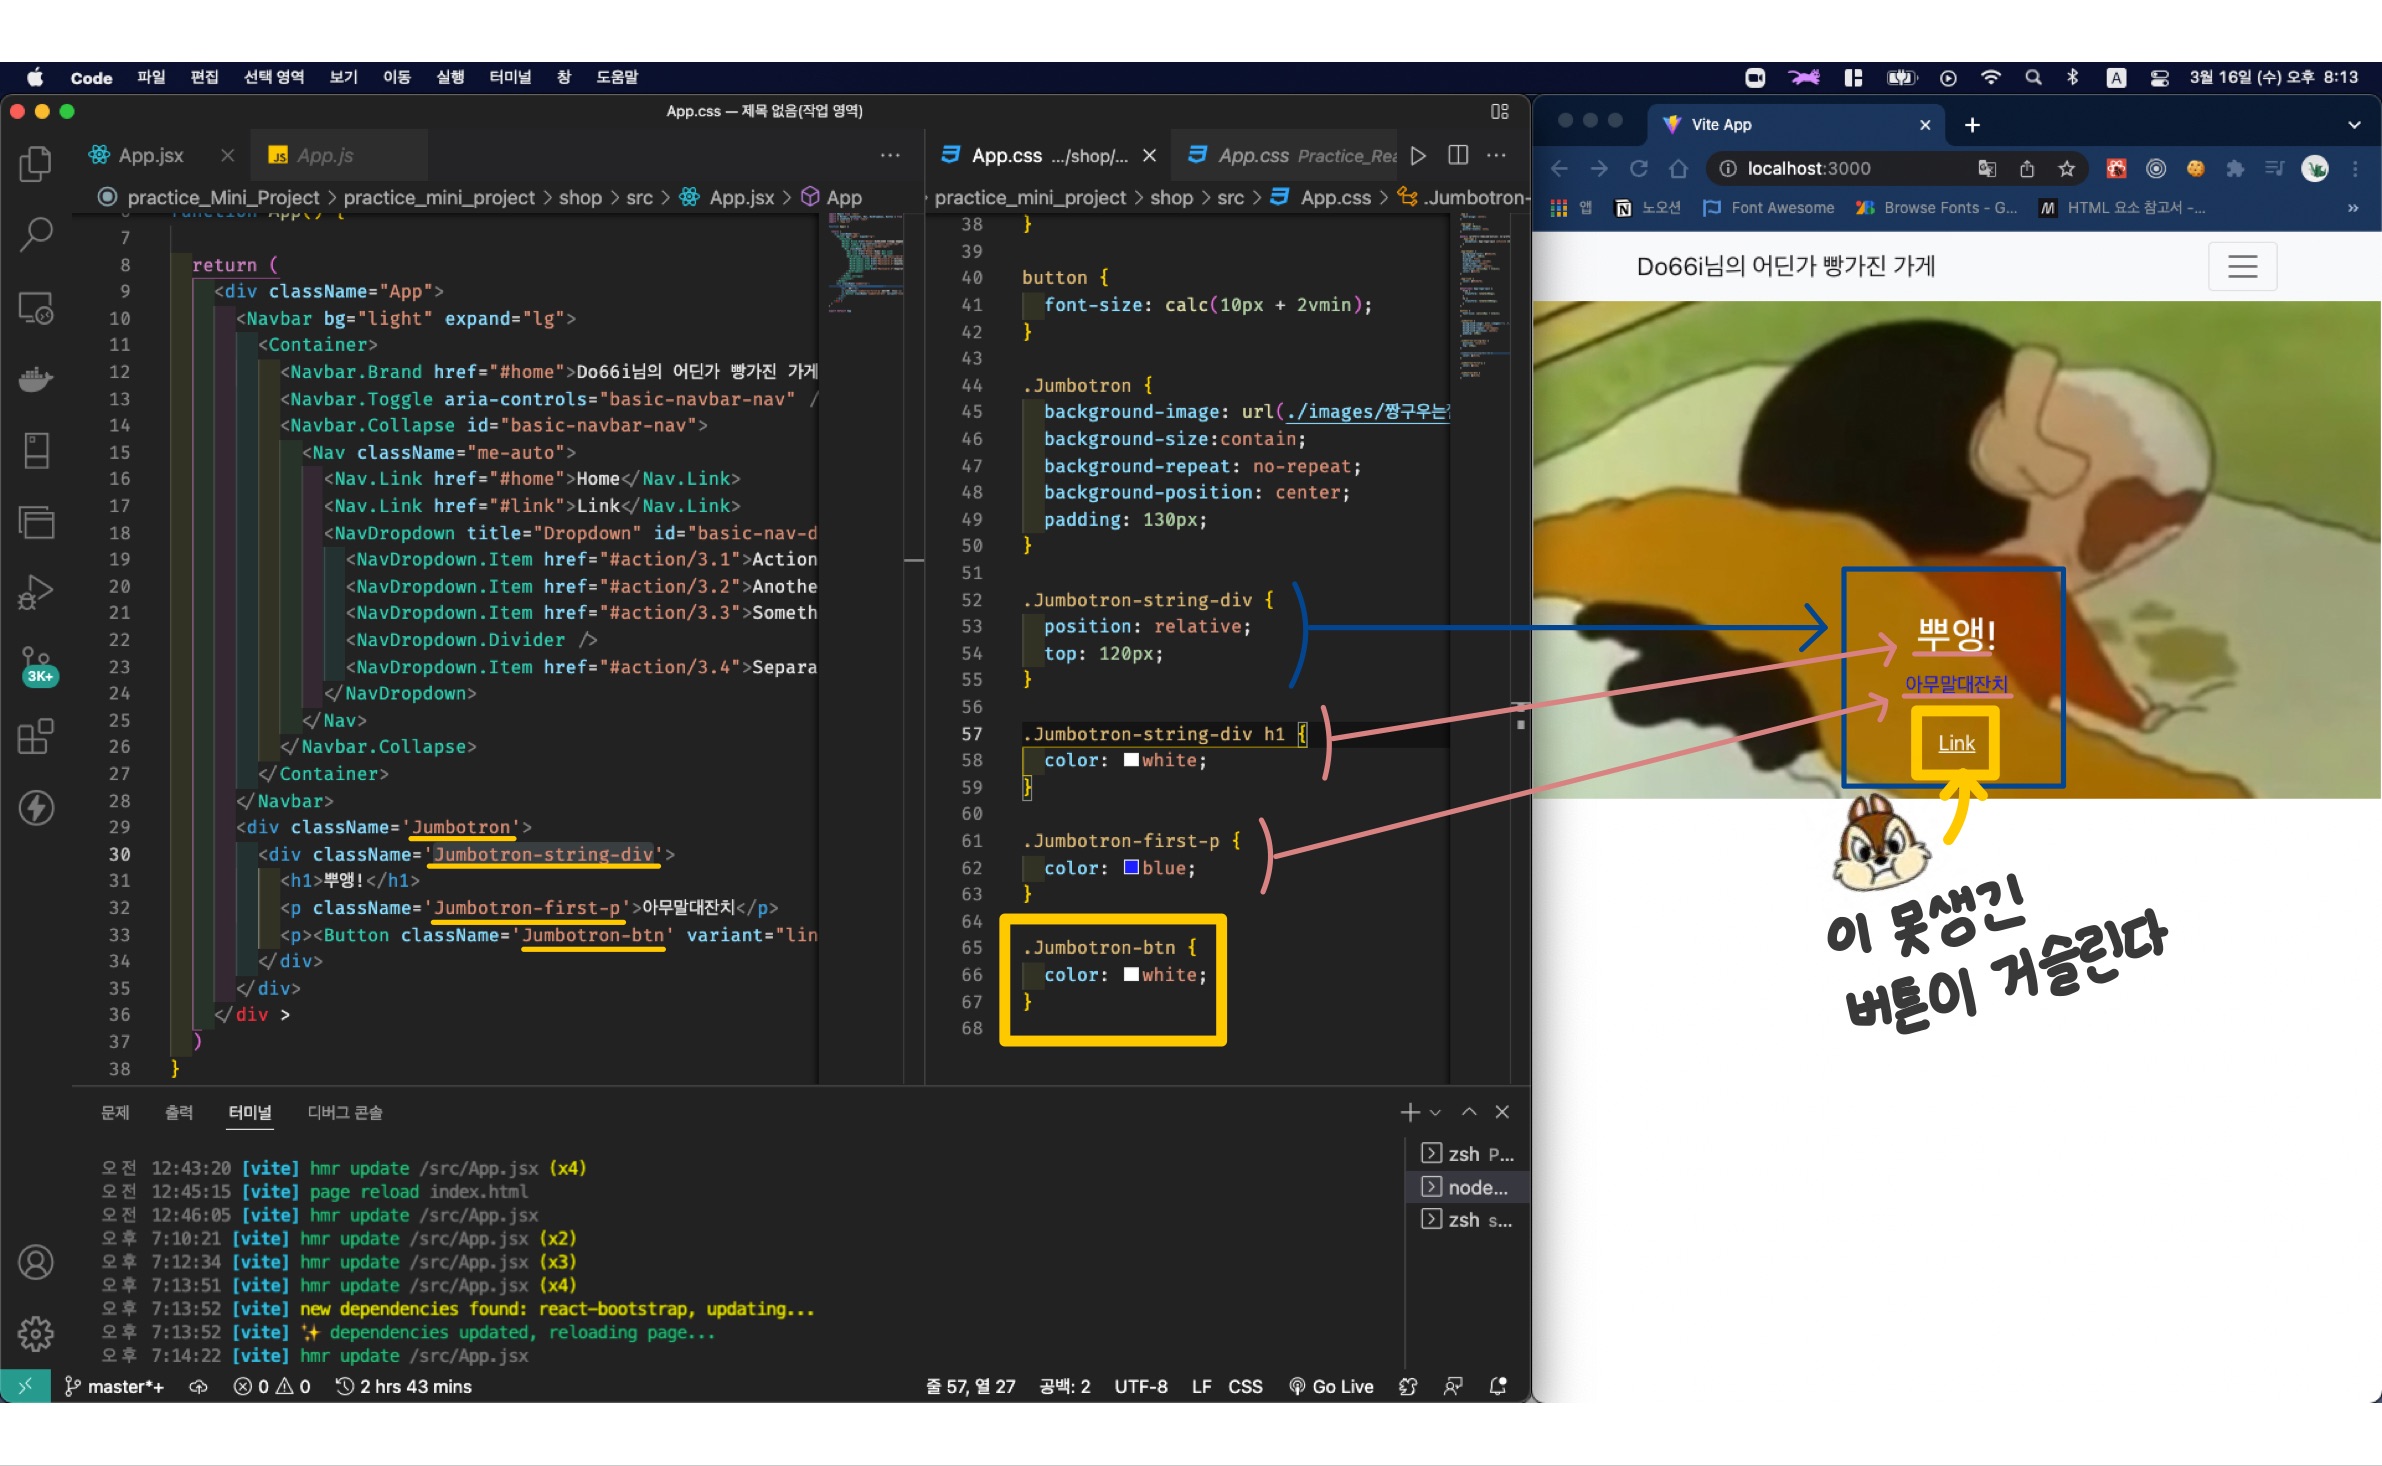 Code 파일 편집 선택 영역 보기 이동 실행 터미널 창 도움말
A 3월 16일 (수) 오후 8:13
App.css — 제목 없음(작업 영역)
App.jsx
JS App.js
App.css .../shop/...
App.css Practice_Rea
practice_Mini_Project > practice_mini_project > shop > src > App.jsx > App
practice_mini_project > shop > src > App.css > .Jumbotron-
6 function App() {
7
8 return (
9 <div className="App">
10 <Navbar bg="light" expand="lg">
11 <Container>
12 <Navbar.Brand href="#home">Do66i님의 어딘가 빵가진 가게
13 <Navbar.Toggle aria-controls="basic-navbar-nav" /
14 <Navbar.Collapse id="basic-navbar-nav">
15 <Nav className="me-auto">
16 <Nav.Link href="#home">Home</Nav.Link>
17 <Nav.Link href="#link">Link</Nav.Link>
18 <NavDropdown title="Dropdown" id="basic-nav-d
19 <NavDropdown.Item href="#action/3.1">Action
20 <NavDropdown.Item href="#action/3.2">Anothe
21 <NavDropdown.Item href="#action/3.3">Someth
22 <NavDropdown.Divider />
23 <NavDropdown.Item href="#action/3.4">Separa
24 </NavDropdown>
25 </Nav>
26 </Navbar.Collapse>
27 </Container>
28 </Navbar>
29 <div className='Jumbotron'>
30 <div className='Jumbotron-string-div'>
31 <h1>뿌앵!</h1>
32 <p className='Jumbotron-first-p'>아무말대잔치</p>
33 <p><Button className='Jumbotron-btn' variant="lin
34 </div>
35 </div>
36 </div >
37 )
38 }
38 }
39
40 button {
41 font-size: calc(10px + 2vmin);
42 }
43
44 .Jumbotron {
45 background-image: url(./images/짱구우는
46 background-size:contain;
47 background-repeat: no-repeat;
48 background-position: center;
49 padding: 130px;
50 }
51
52 .Jumbotron-string-div {
53 position: relative;
54 top: 120px;
55 }
56
57 .Jumbotron-string-div h1 {
58 color: white;
59 }
60
61 .Jumbotron-first-p {
62 color: blue;
63 }
64
65 .Jumbotron-btn {
66 color: white;
67 }
68
3K+
문제 출력 터미널 디버그 콘솔
오전 12:43:20 [vite] hmr update /src/App.jsx (x4)
오전 12:45:15 [vite] page reload index.html
오전 12:46:05 [vite] hmr update /src/App.jsx
오후 7:10:21 [vite] hmr update /src/App.jsx (x2)
오후 7:12:34 [vite] hmr update /src/App.jsx (x3)
오후 7:13:51 [vite] hmr update /src/App.jsx (x4)
오후 7:13:52 [vite] new dependencies found: react-bootstrap, updating...
오후 7:13:52 [vite] ✨ dependencies updated, reloading page...
오후 7:14:22 [vite] hmr update /src/App.jsx
zsh P...
node...
zsh s...
master*+ 0 0 2 hrs 43 mins
줄 57, 열 27 공백: 2 UTF-8 LF CSS Go Live
Vite App
localhost:3000
앱 노오션 Font Awesome Browse Fonts - G... HTML 요소 참고서 -... »
Do66i님의 어딘가 빵가진 가게
뿌앵!
아무말대잔치
Link
이 못생긴
버튼이 거슬린다